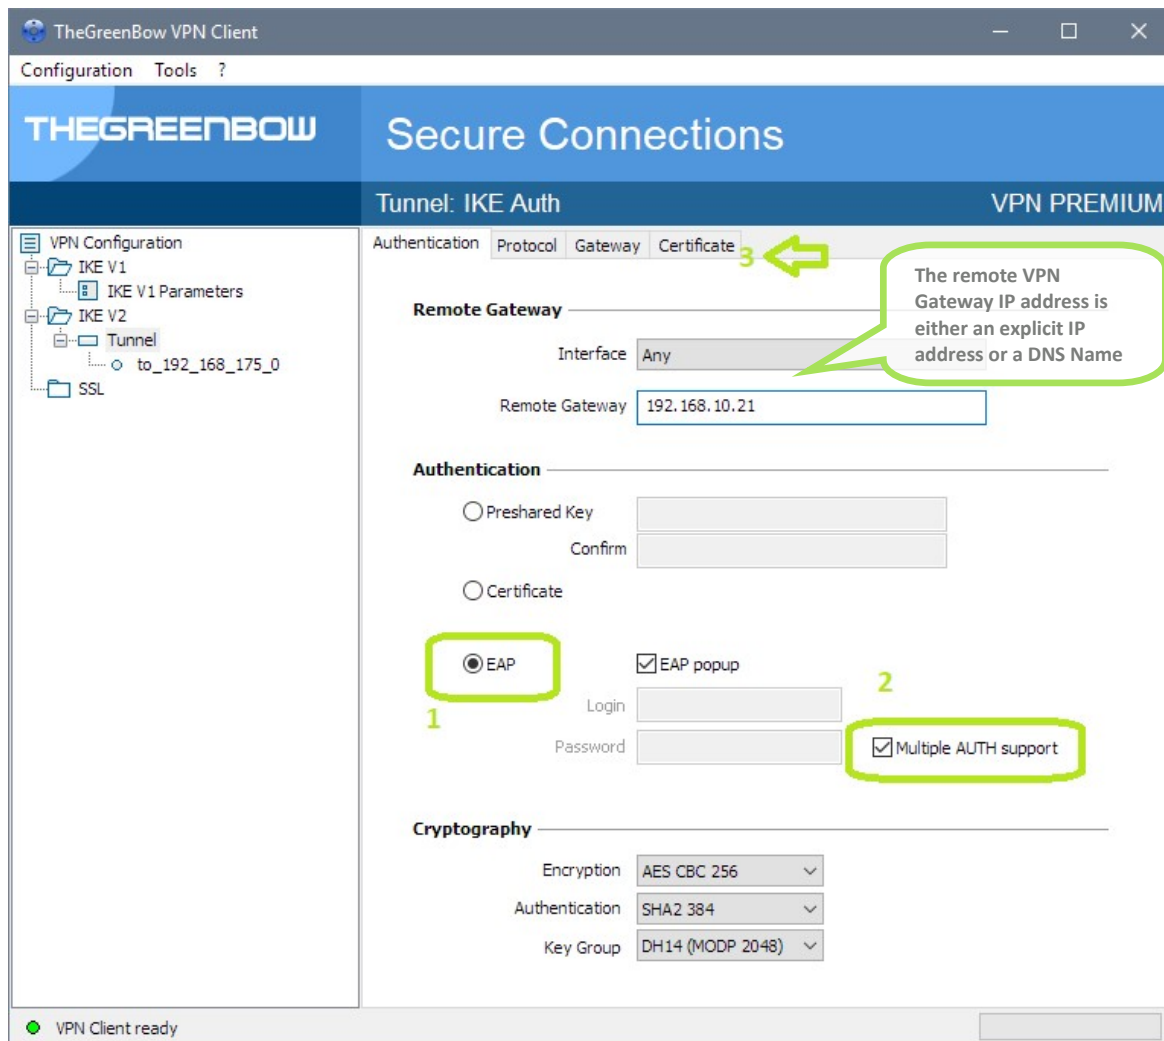 TheGreenBow VPN Client
Configuration Tools ?
THEGREENBOW
Secure Connections
Tunnel: IKE Auth
VPN PREMIUM
VPN Configuration
IKE V1
IKE V1 Parameters
IKE V2
Tunnel
to_192_168_175_0
SSL
Authentication Protocol Gateway Certificate
3
The remote VPN
Gateway IP address is
either an explicit IP
address or a DNS Name
Remote Gateway
Interface Any
Remote Gateway 192.168.10.21
Authentication
Preshared Key
Confirm
Certificate
EAP EAP popup
1
2
Login
Password Multiple AUTH support
Cryptography
Encryption AES CBC 256
Authentication SHA2 384
Key Group DH14 (MODP 2048)
VPN Client ready